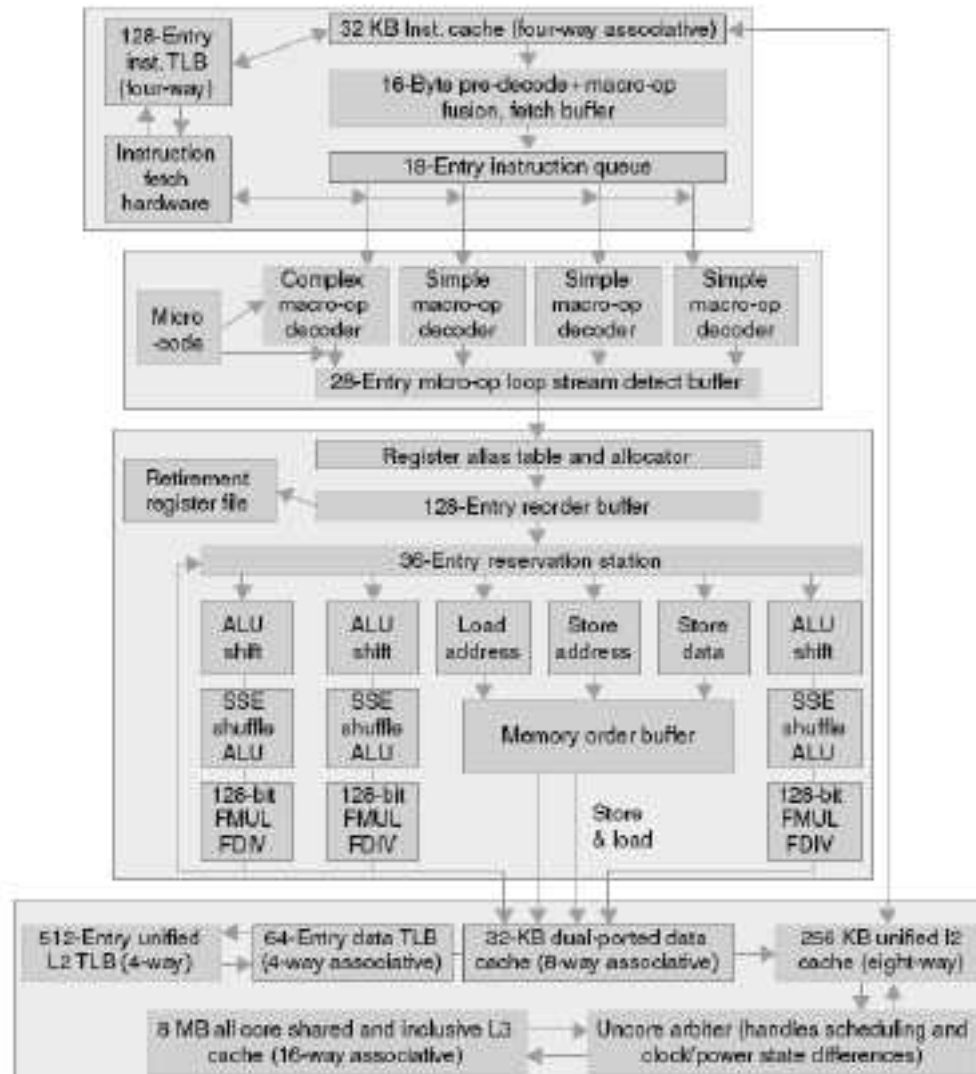 128-Entry
inst. TLB
(four-way)
32 KB Inst. cache (four-way associative)
16-Byte pre-decode+macro-op
fusion, fetch buffer
Instruction
fetch
hardware
18-Entry instruction queue
Micro
-code
Complex
macro-op
decoder
Simple
macro-op
decoder
Simple
macro-op
decoder
Simple
macro-op
decoder
28-Entry micro-op loop stream detect buffer
Register alias table and allocator
Retirement
register file
128-Entry reorder buffer
36-Entry reservation station
ALU
shift
ALU
shift
Load
address
Store
address
Store
data
ALU
shift
SSE
shuffle
ALU
SSE
shuffle
ALU
Memory order buffer
SSE
shuffle
ALU
128-bit
FMUL
FDIV
128-bit
FMUL
FDIV
Store
& load
128-bit
FMUL
FDIV
512-Entry unified
L2 TLB (4-way)
64-Entry data TLB
(4-way associative)
32-KB dual-ported data
cache (8-way associative)
256 KB unified l2
cache (eight-way)
8 MB all core shared and inclusive L3
cache (16-way associative)
Uncore arbiter (handles scheduling and
clock/power state differences)